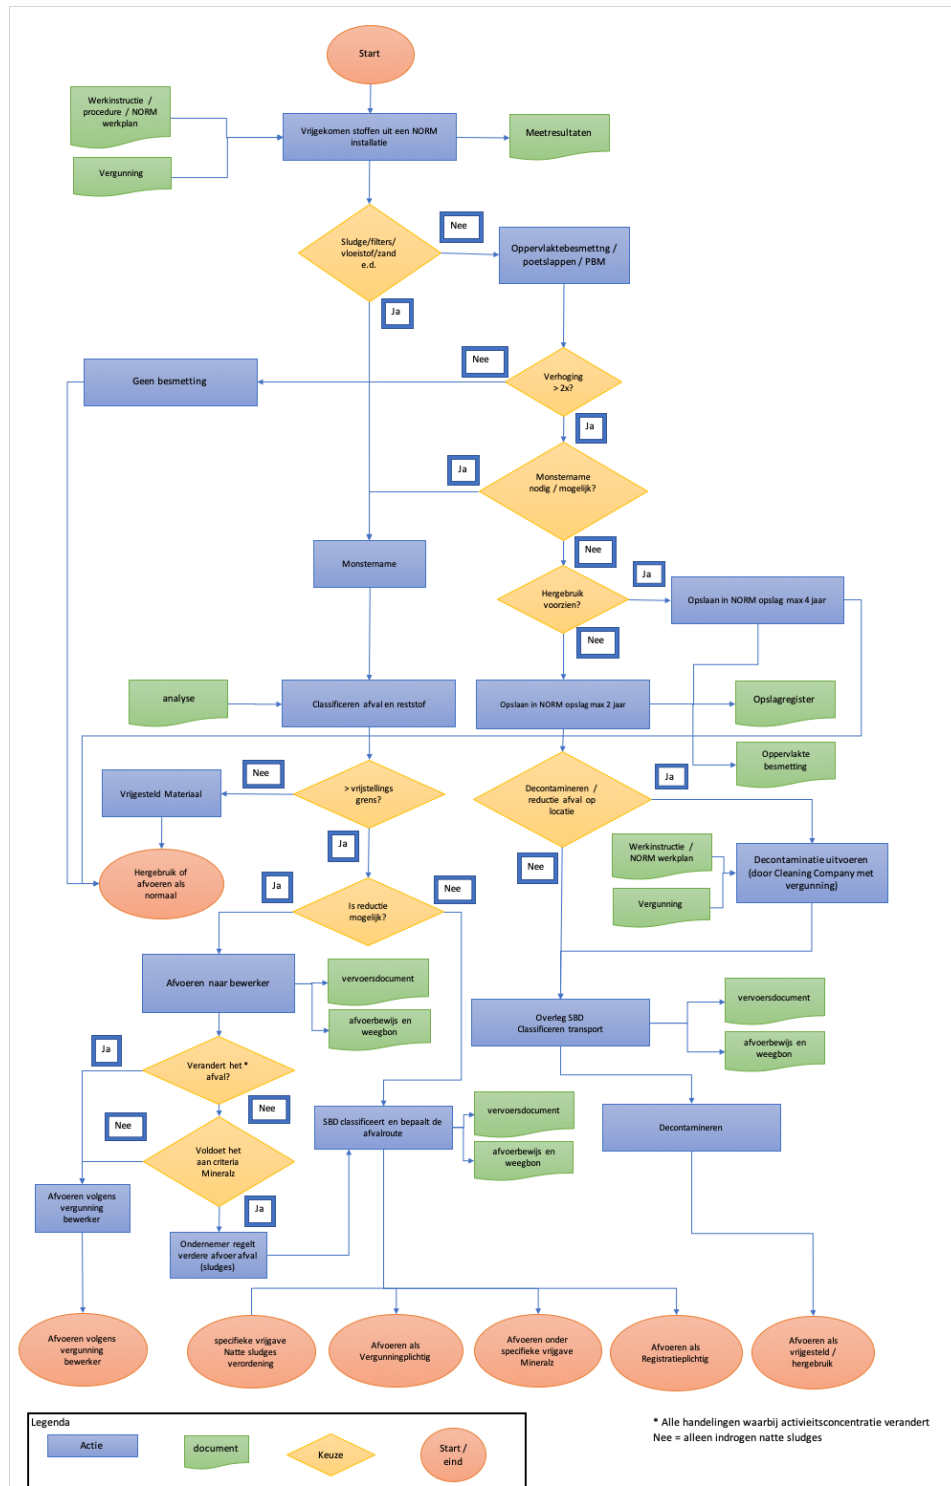 Start
Werkinstructie /
procedure / NORM
werkplan
Vergunning
Vrijgekomen stoffen uit een NORM
installatie
Meetresultaten
Sludge/filters/
vloeistof/zand
e.d.
Nee
Oppervlaktebesmettng /
poetslappen / PBM
Ja
Nee
Verhoging
> 2x?
Geen besmetting
Ja
Ja
Monstername
nodig / mogelijk?
Nee
Monstername
Hergebruik
voorzien?
Ja
Opslaan in NORM opslag max 4 jaar
Nee
analyse
Classificeren afval en reststof
Opslaan in NORM opslag max 2 jaar
Opslagregister
Oppervlakte
besmetting
Nee
> vrijstellings
grens?
Vrijgesteld Materiaal
Decontamineren /
reductie afval op
locatie
Ja
Ja
Werkinstructie /
NORM werkplan
Vergunning
Decontaminatie uitvoeren
(door Cleaning Company met
vergunning)
Nee
Hergebruik of
afvoeren als
normaal
Ja
Nee
Is reductie
mogelijk?
Afvoeren naar bewerker
vervoersdocument
afvoerbewijs en
weegbon
Overleg SBD
Classificeren transport
vervoersdocument
afvoerbewijs en
weegbon
Ja
Verandert het *
afval?
Nee
Nee
Voldoet het
aan criteria
Mineralz
SBD classificeert en bepaalt de
afvalroute
vervoersdocument
afvoerbewijs en
weegbon
Decontamineren
Afvoeren volgens
vergunning
bewerker
Ja
Ondernemer regelt
verdere afvoer afval
(sludges)
Afvoeren volgens
vergunning
bewerker
specifieke vrijgave
Natte sludges
verordening
Afvoeren als
Vergunningplichtig
Afvoeren onder
specifieke vrijgave
Mineralz
Afvoeren als
Registratieplichtig
Afvoeren als
vrijgesteld /
hergebruik
Legenda
Actie
document
Keuze
Start /
eind
* Alle handelingen waarbij activieitsconcentratie verandert
Nee = alleen indrogen natte sludges